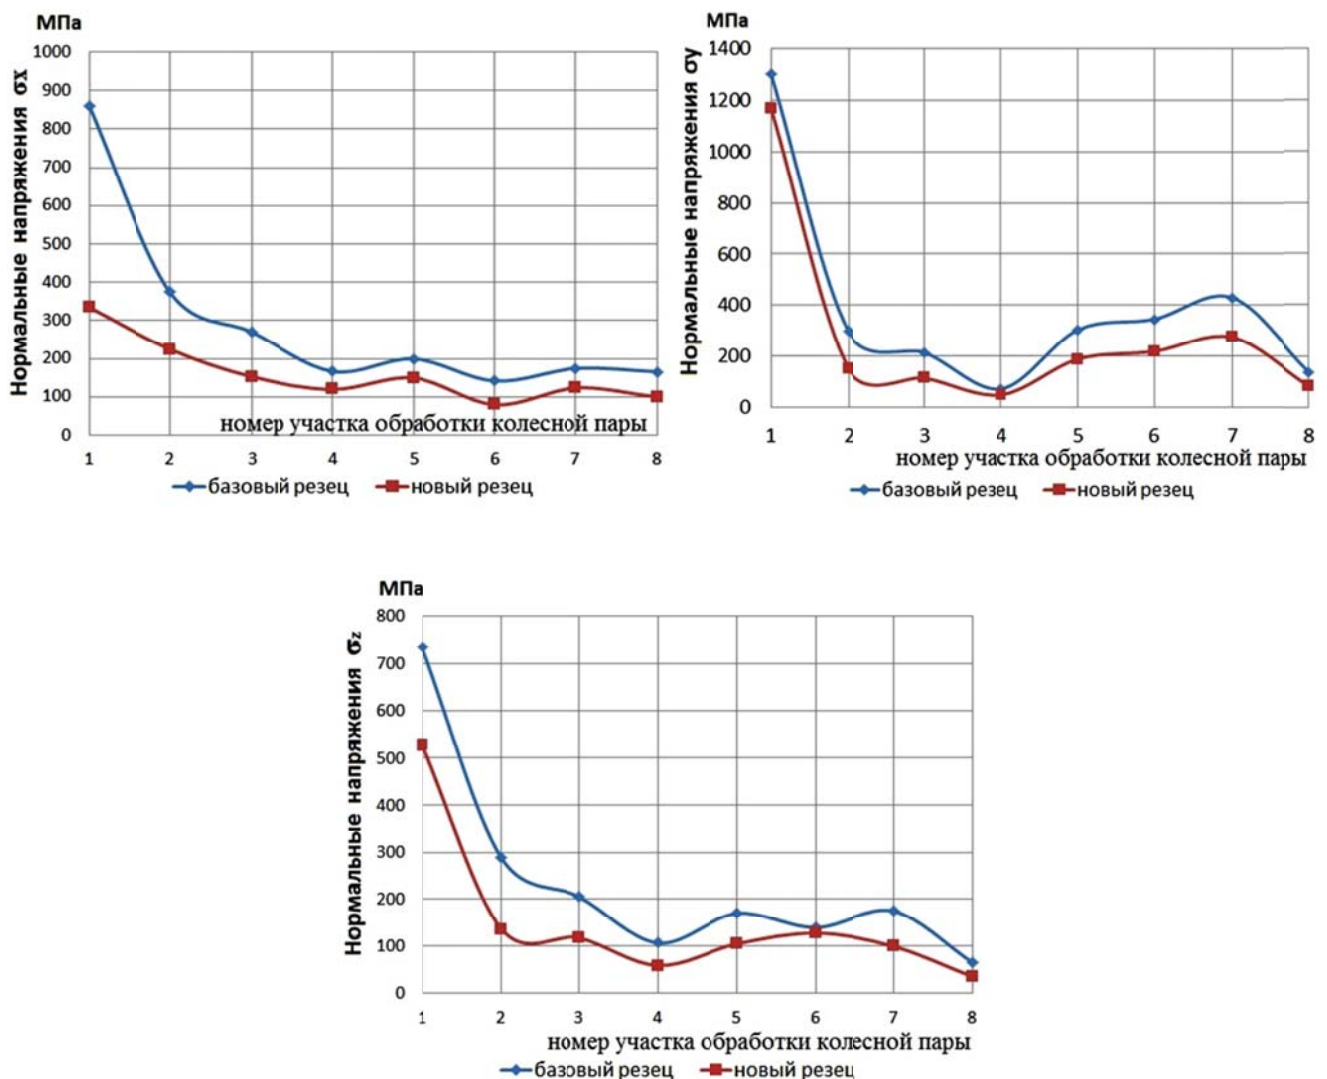 МПа
Нормальные напряжения σx
1000
900
800
700
600
500
400
300
200
100
0
номер участка обработки колесной пары
1 2 3 4 5 6 7 8
базовый резец новый резец
МПа
Нормальные напряжения σy
1400
1200
1000
800
600
400
200
0
1 2 3 4 5 6 7 8
номер участка обработки колесной пары
базовый резец новый резец
МПа
Нормальные напряжения σz
800
700
600
500
400
300
200
100
0
1 2 3 4 5 6 7 8
номер участка обработки колесной пары
базовый резец новый резец